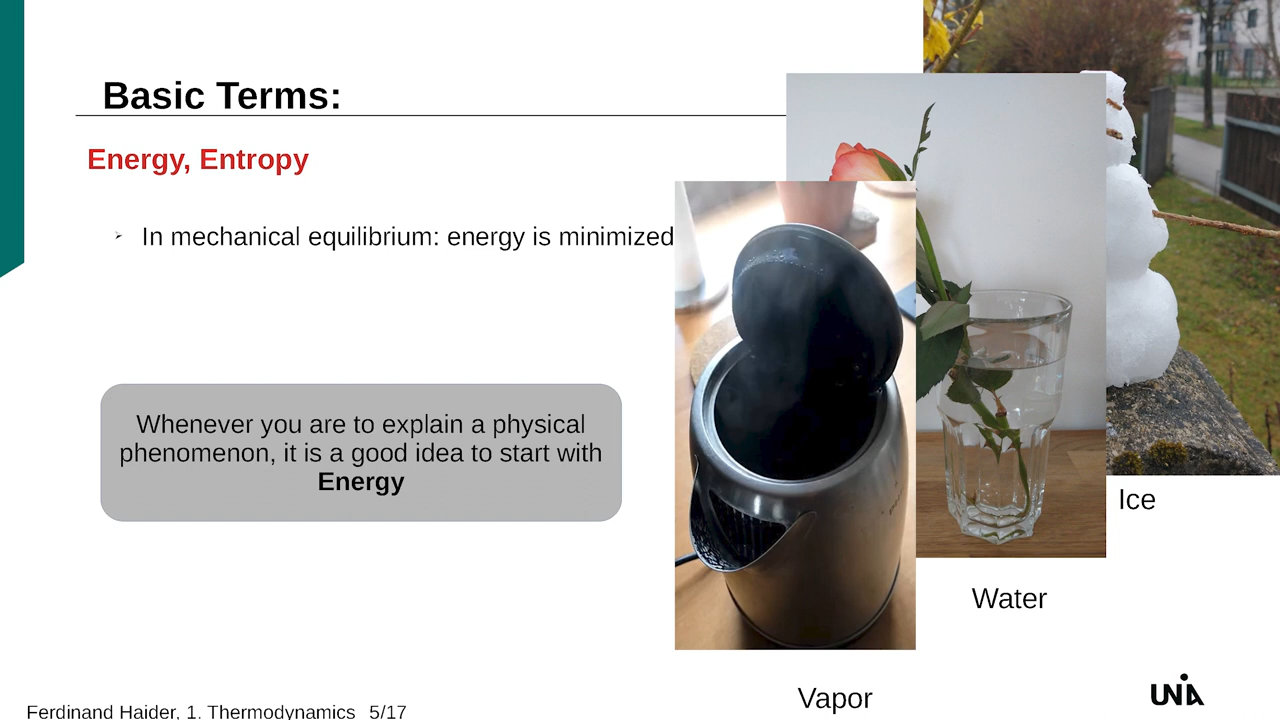 Basic Terms:
Energy, Entropy
In mechanical equilibrium: energy is minimized
Whenever you are to explain a physical
phenomenon, it is a good idea to start with
Energy
Ice
Water
Vapor
UNIA
Ferdinand Haider, 1. Thermodynamics 5/17